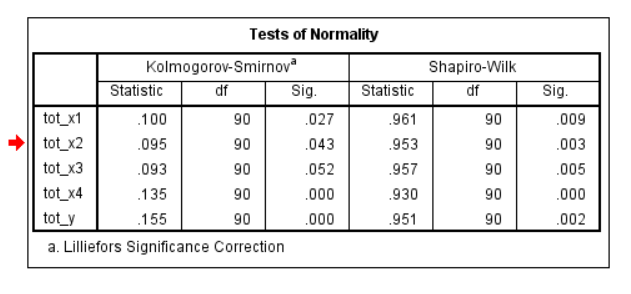 Tests of Normality
Kolmogorov-Smirnovª Shapiro-Wilk
Statistic df Sig. Statistic df Sig.
tot_x1 .100 90 .027 .961 90 .009
tot_x2 .095 90 .043 .953 90 .003
tot_x3 .093 90 .052 .957 90 .005
tot_x4 .135 90 .000 .930 90 .000
tot_y .155 90 .000 .951 90 .002
a. Lilliefors Significance Correction